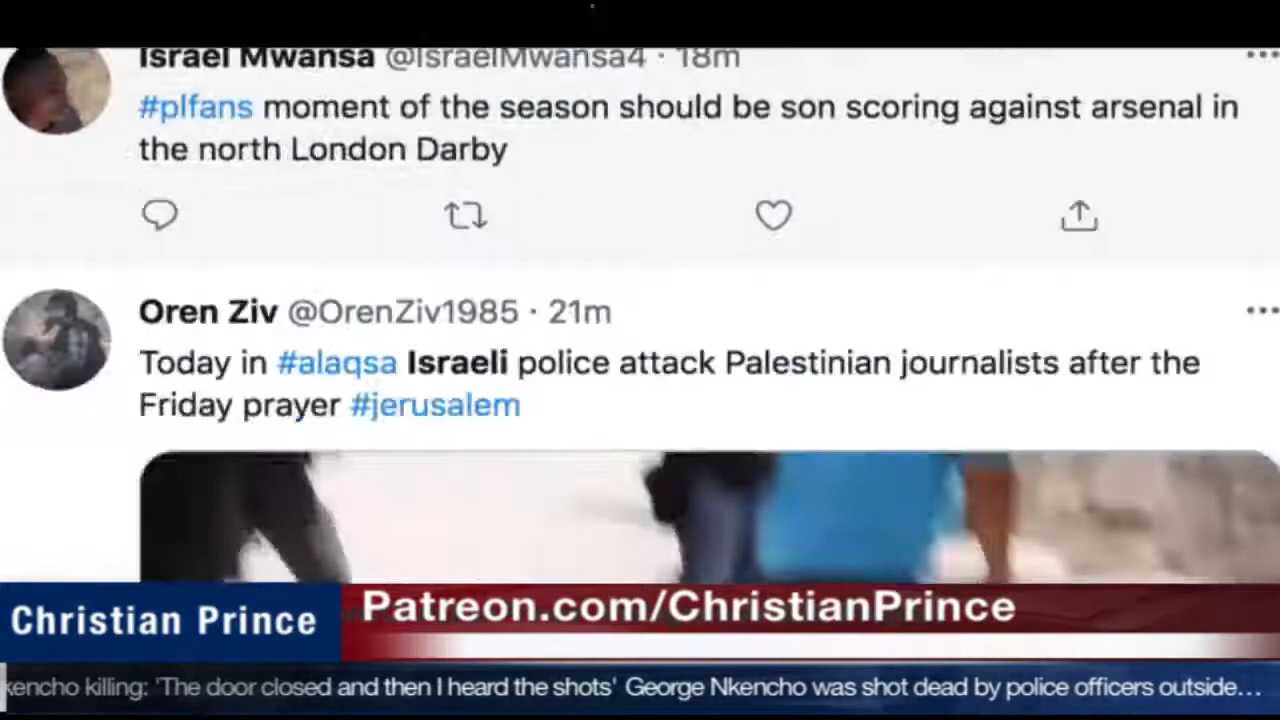 Israel Mwansa @IsraelMwansa4 · 18m
#plfans moment of the season should be son scoring against arsenal in
the north London Darby
Oren Ziv @OrenZiv1985 · 21m
Today in #alaqsa Israeli police attack Palestinian journalists after the
Friday prayer #jerusalem
Christian Prince
Patreon.com/ChristianPrince
kencho killing: 'The door closed and then I heard the shots' George Nkencho was shot dead by police officers outside...